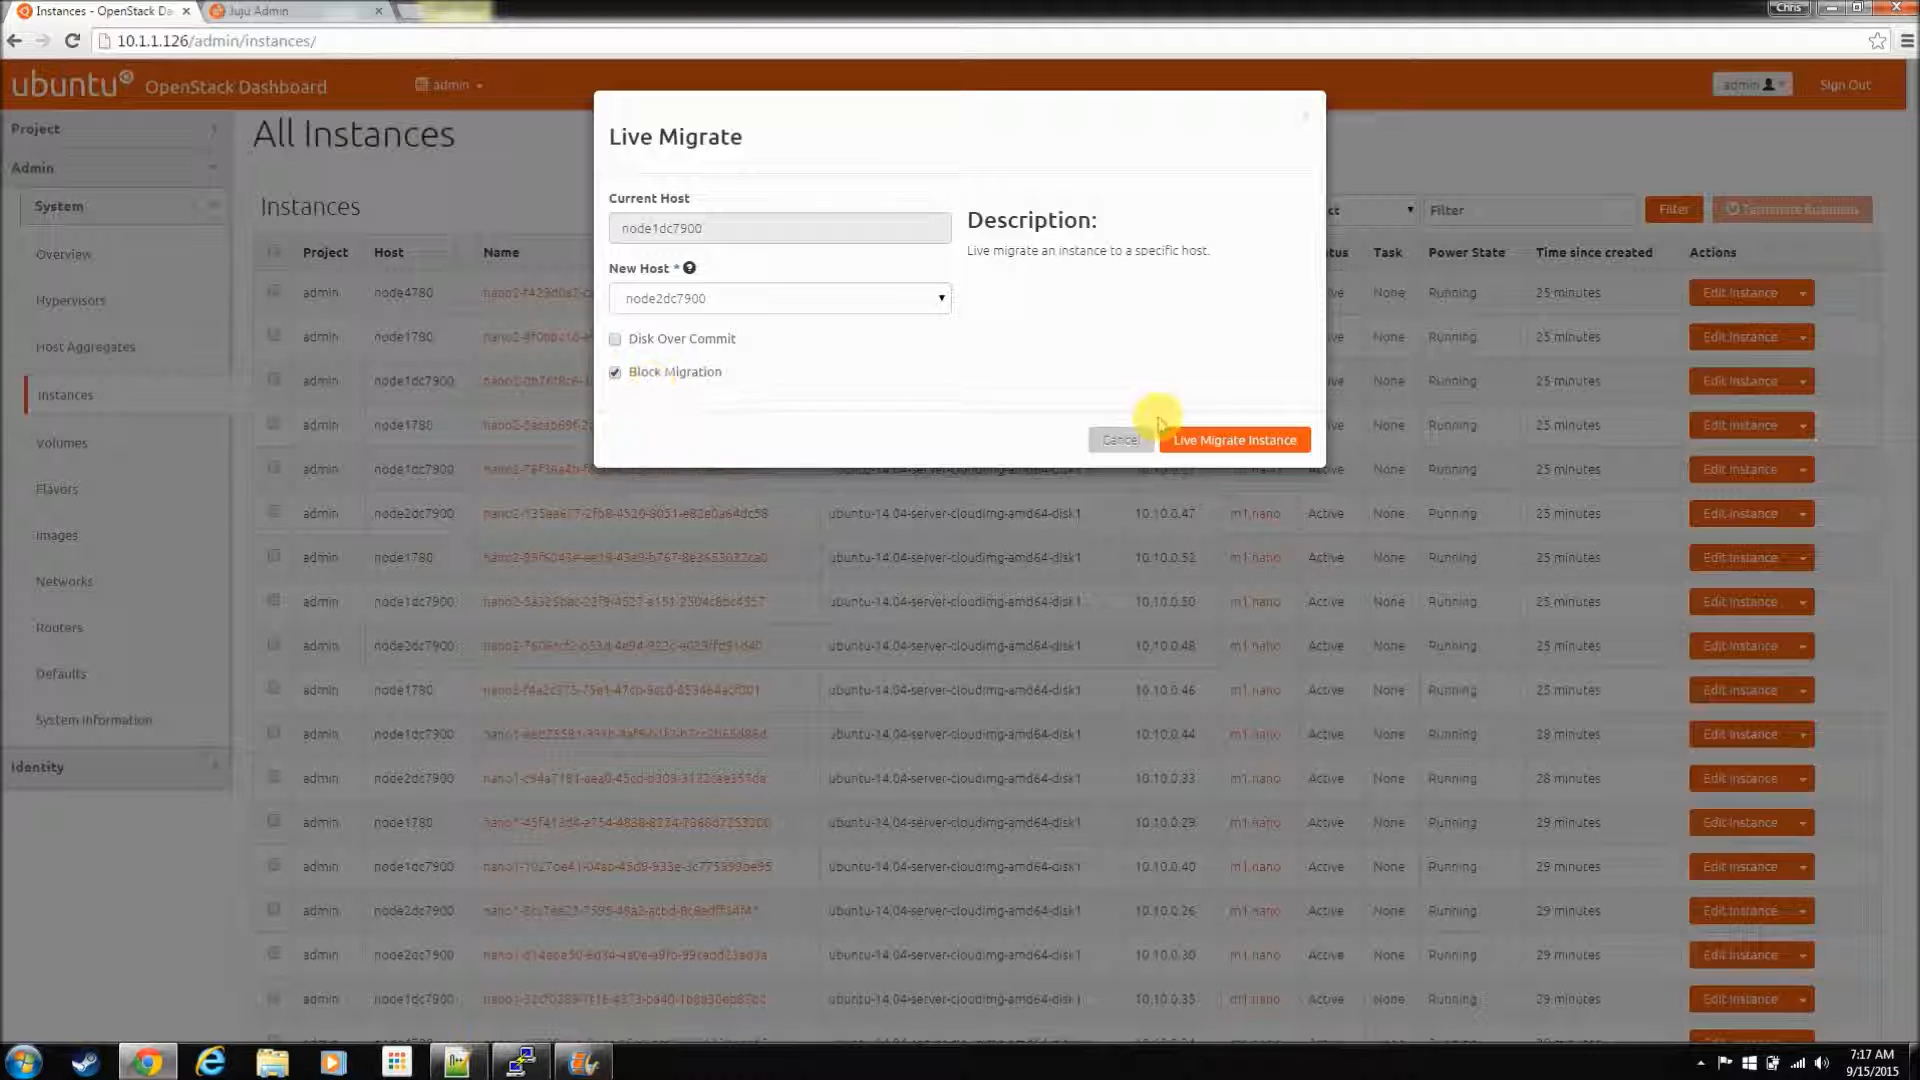 Instances - OpenStack Da
Juju Admin
Chris
10.1.1.126/admin/instances/
ubuntu OpenStack Dashboard
admin
admin
Sign Out
Project
Admin
System
Overview
Hypervisors
Host Aggregates
Instances
Volumes
Flavors
Images
Networks
Routers
Defaults
System Information
Identity
All Instances
Instances
Filter
Filter
Live Migrate
Current Host
node1dc7900
New Host *
node2dc7900
Disk Over Commit
Block Migration
Description:
Live migrate an instance to a specific host.
Cancel
Live Migrate Instance
Project Host Name Task Power State Time since created Actions
admin node4780 None Running 25 minutes Edit Instance
admin node1780 None Running 25 minutes Edit Instance
admin node1dc7900 None Running 25 minutes Edit Instance
admin node1780 None Running 25 minutes Edit Instance
admin node1dc7900 None Running 25 minutes Edit Instance
admin node2dc7900 ubuntu-14.04-server-cloudimg-amd64-disk1 10.10.0.47 m1.nano Active None Running 25 minutes Edit Instance
admin node1780 ubuntu-14.04-server-cloudimg-amd64-disk1 10.10.0.52 m1.nano Active None Running 25 minutes Edit Instance
admin node1dc7900 ubuntu-14.04-server-cloudimg-amd64-disk1 10.10.0.50 m1.nano Active None Running 25 minutes Edit Instance
admin node2dc7900 ubuntu-14.04-server-cloudimg-amd64-disk1 10.10.0.48 m1.nano Active None Running 25 minutes Edit Instance
admin node1780 ubuntu-14.04-server-cloudimg-amd64-disk1 10.10.0.46 m1.nano Active None Running 25 minutes Edit Instance
admin node1dc7900 ubuntu-14.04-server-cloudimg-amd64-disk1 10.10.0.44 m1.nano Active None Running 28 minutes Edit Instance
admin node2dc7900 ubuntu-14.04-server-cloudimg-amd64-disk1 10.10.0.33 m1.nano Active None Running 28 minutes Edit Instance
admin node1780 ubuntu-14.04-server-cloudimg-amd64-disk1 10.10.0.29 m1.nano Active None Running 29 minutes Edit Instance
admin node1dc7900 ubuntu-14.04-server-cloudimg-amd64-disk1 10.10.0.40 m1.nano Active None Running 29 minutes Edit Instance
admin node2dc7900 ubuntu-14.04-server-cloudimg-amd64-disk1 10.10.0.26 m1.nano Active None Running 29 minutes Edit Instance
admin node2dc7900 ubuntu-14.04-server-cloudimg-amd64-disk1 10.10.0.30 m1.nano Active None Running 29 minutes Edit Instance
admin node1dc7900 ubuntu-14.04-server-cloudimg-amd64-disk1 10.10.0.35 m1.nano Active None Running 29 minutes Edit Instance
7:17 AM
9/15/2015